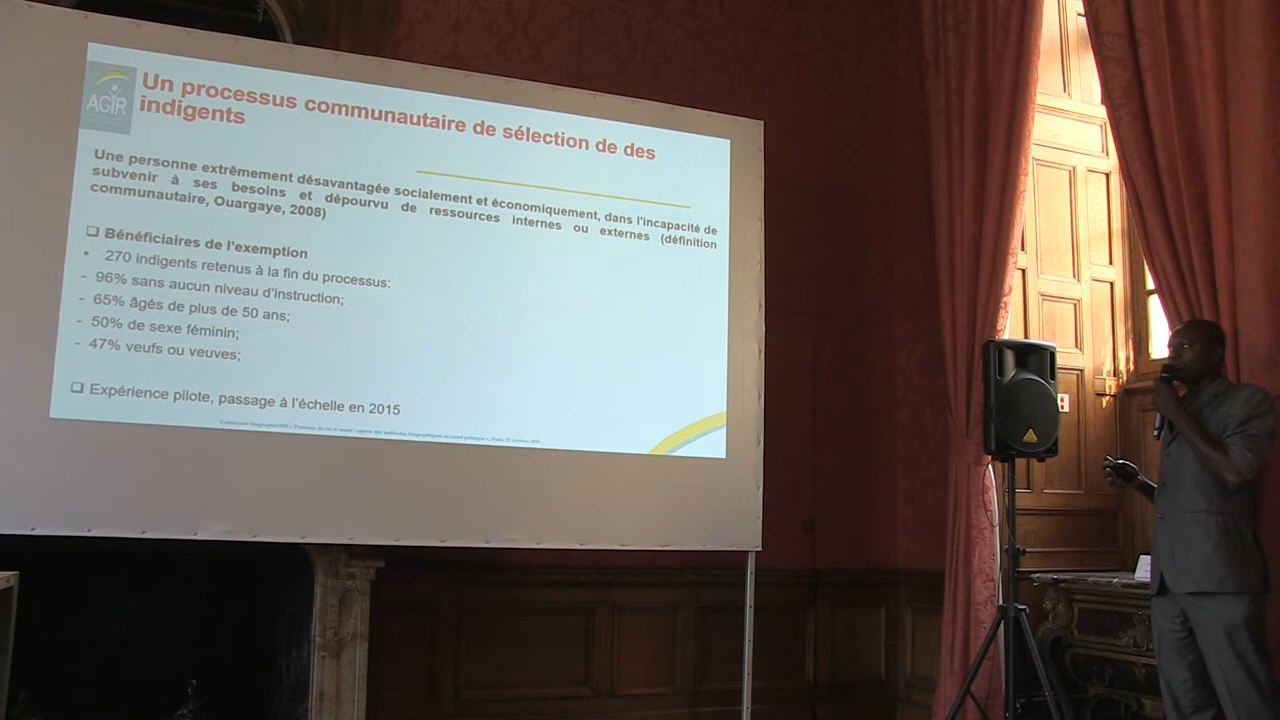 AGIR
Un processus communautaire de sélection de des
indigents
Une personne extrêmement désavantagée socialement et économiquement, dans l'incapacité de
subvenir à ses besoins et dépourvu de ressources internes ou externes (définition
communautaire, Ouargaye, 2008)
❑ Bénéficiaires de l'exemption
• 270 indigents retenus à la fin du processus:
- 96% sans aucun niveau d'instruction;
- 65% âgés de plus de 50 ans;
- 50% de sexe féminin;
- 47% veufs ou veuves;
❑ Expérience pilote, passage à l'échelle en 2015